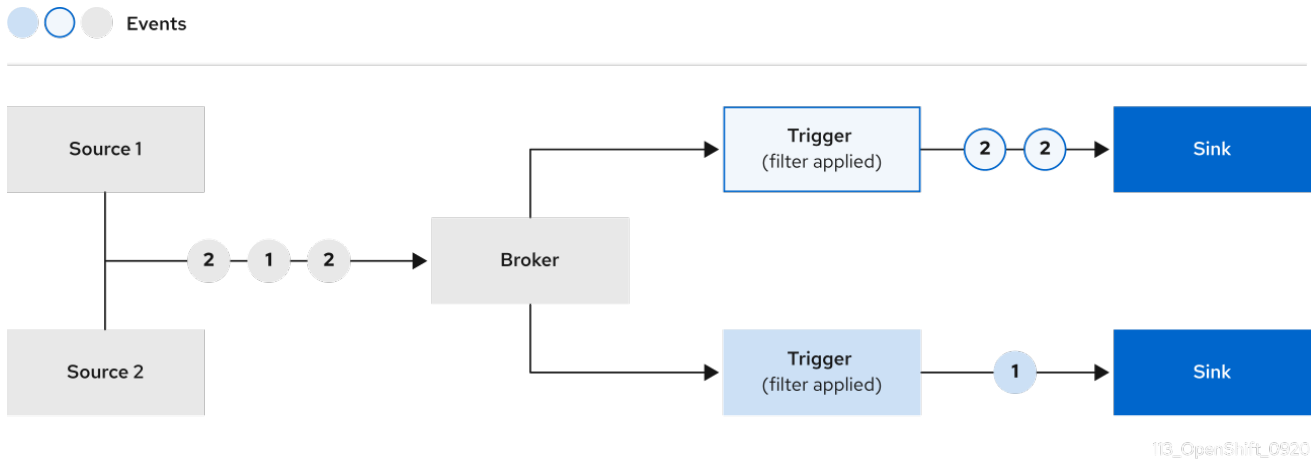 Events
Source 1
Trigger
(filter applied)
2 2
Sink
2 1 2
Broker
Source 2
Trigger
(filter applied)
1
Sink
113_OpenShift_0920